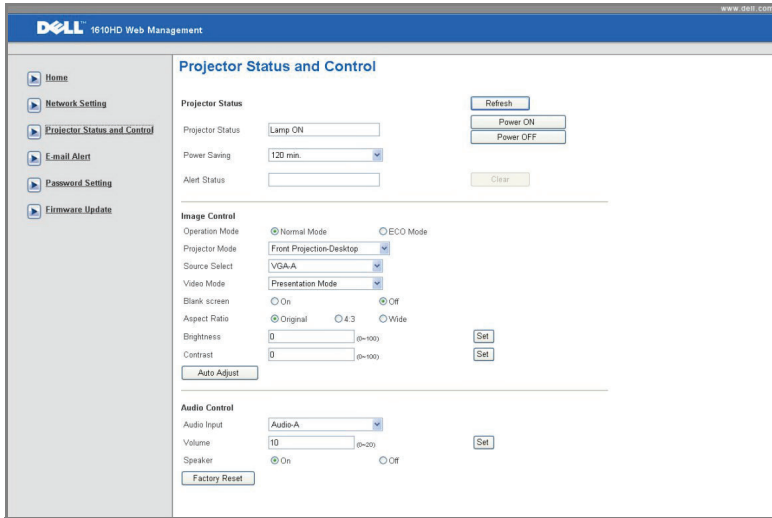 www.dell.com
DELL™ 1610HD Web Management
Home
Network Setting
Projector Status and Control
E-mail Alert
Password Setting
Firmware Update
Projector Status and Control
Projector Status
Refresh
Projector Status Lamp ON
Power ON
Power OFF
Power Saving 120 min.
Alert Status Clear
Image Control
Operation Mode Normal Mode ECO Mode
Projector Mode Front Projection-Desktop
Source Select VGA-A
Video Mode Presentation Mode
Blank screen On Off
Aspect Ratio Original 4:3 Wide
Brightness 0 (0~100) Set
Contrast 0 (0~100) Set
Auto Adjust
Audio Control
Audio Input Audio-A
Volume 10 (0~20) Set
Speaker On Off
Factory Reset